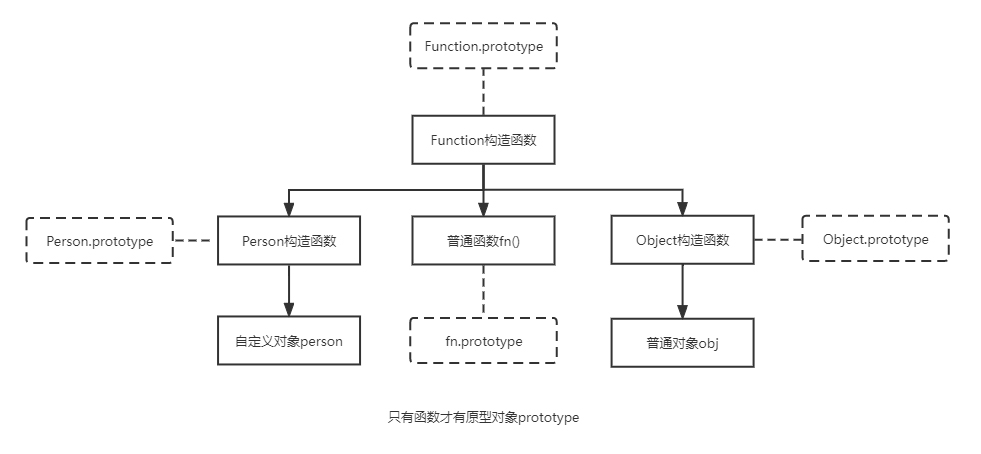 Function.prototype
Function构造函数
Person.prototype
Person构造函数
普通函数fn()
Object构造函数
Object.prototype
自定义对象person
fn.prototype
普通对象obj
只有函数才有原型对象prototype